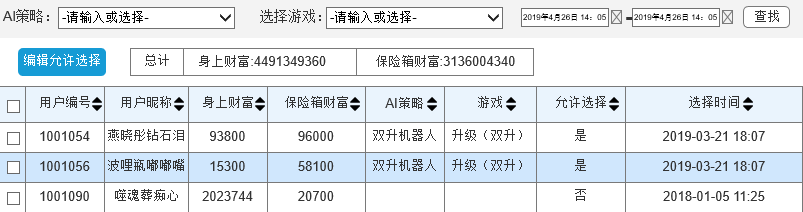 AI策略： -请输入或选择- 选择游戏： -请输入或选择- 2019年4月26日 14：05 - 2019年4月26日 14：05 查找
编辑允许选择 总计 身上财富:4491349360 保险箱财富:3136004340
用户编号 用户昵称 身上财富 保险箱财富 AI策略 游戏 允许选择 选择时间
1001054 燕晓彤钻石泪 93800 96000 双升机器人 升级（双升） 是 2019-03-21 18:07
1001056 波哩瓶嘟嘟嘴 15300 58100 双升机器人 升级（双升） 是 2019-03-21 18:07
1001090 噬魂葬痴心 2023744 20700 否 2018-01-05 11:25